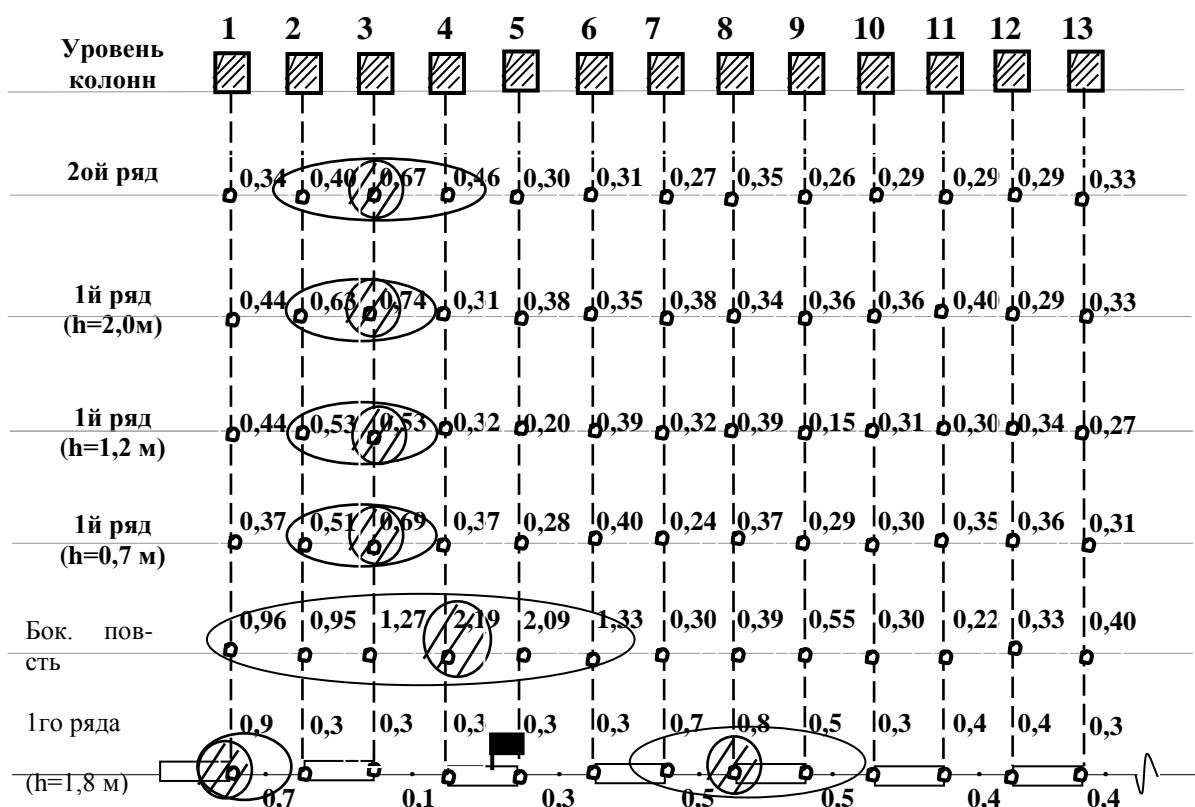 1 2 3 4 5 6 7 8 9 10 11 12 13
Уровень
колонн
2ой ряд
0,34 0,40 0,67 0,46 0,30 0,31 0,27 0,35 0,26 0,29 0,29 0,29 0,33
1й ряд
(h=2,0м)
0,44 0,63 0,74 0,31 0,38 0,35 0,38 0,34 0,36 0,36 0,40 0,29 0,33
1й ряд
(h=1,2 м)
0,44 0,53 0,53 0,32 0,20 0,39 0,32 0,39 0,15 0,31 0,30 0,34 0,27
1й ряд
(h=0,7 м)
0,37 0,51 0,69 0,37 0,28 0,40 0,24 0,37 0,29 0,30 0,35 0,36 0,31
Бок. пов-
сть
0,96 0,95 1,27 2,19 2,09 1,33 0,30 0,39 0,55 0,30 0,22 0,33 0,40
1го ряда
0,9 0,3 0,3 0,3 0,3 0,3 0,7 0,8 0,5 0,3 0,4 0,4 0,3
(h=1,8 м)
0,7 0,1 0,3 0,5 0,5 0,4 0,4